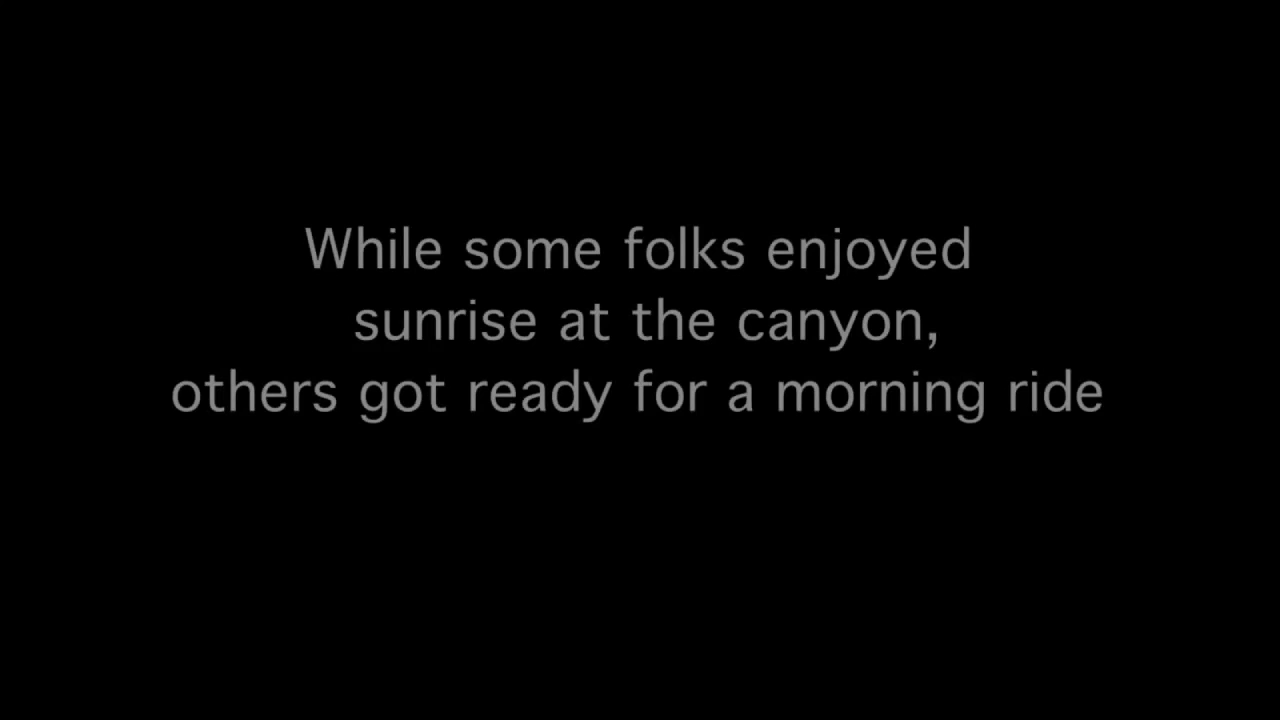 While some folks enjoyed
sunrise at the canyon,
others got ready for a morning ride